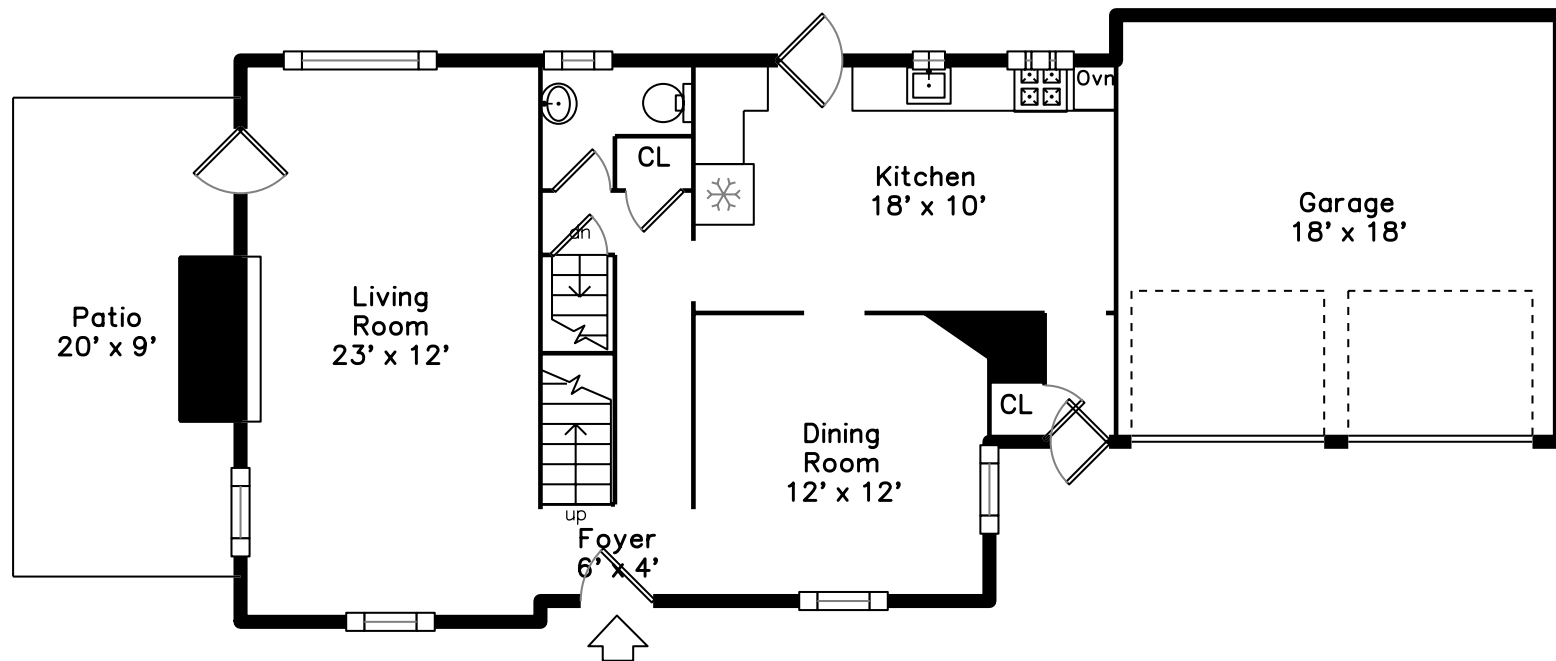 Ovn
CL
Kitchen
18' x 10'
Garage
18' x 18'
dn
Living
Room
23' x 12'
Patio
20' x 9'
CL
Dining
Room
12' x 12'
up
Foyer
6' x 4'